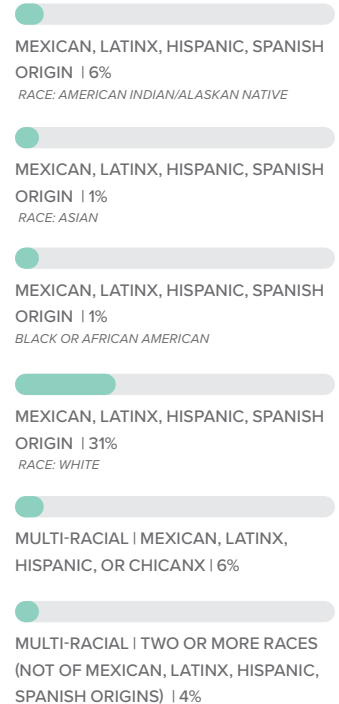 MEXICAN, LATINX, HISPANIC, SPANISH
ORIGIN | 6%
RACE: AMERICAN INDIAN/ALASKAN NATIVE
MEXICAN, LATINX, HISPANIC, SPANISH
ORIGIN | 1%
RACE: ASIAN
MEXICAN, LATINX, HISPANIC, SPANISH
ORIGIN | 1%
BLACK OR AFRICAN AMERICAN
MEXICAN, LATINX, HISPANIC, SPANISH
ORIGIN | 31%
RACE: WHITE
MULTI-RACIAL | MEXICAN, LATINX,
HISPANIC, OR CHICANX | 6%
MULTI-RACIAL | TWO OR MORE RACES
(NOT OF MEXICAN, LATINX, HISPANIC,
SPANISH ORIGINS) | 4%